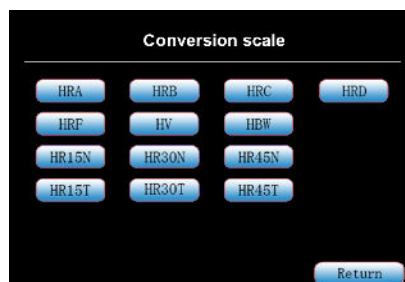 Conversion scale
HRA HRB HRC HRD
HRF HV HBW
HR15N HR30N HR45N
HR15T HR30T HR45T
Return